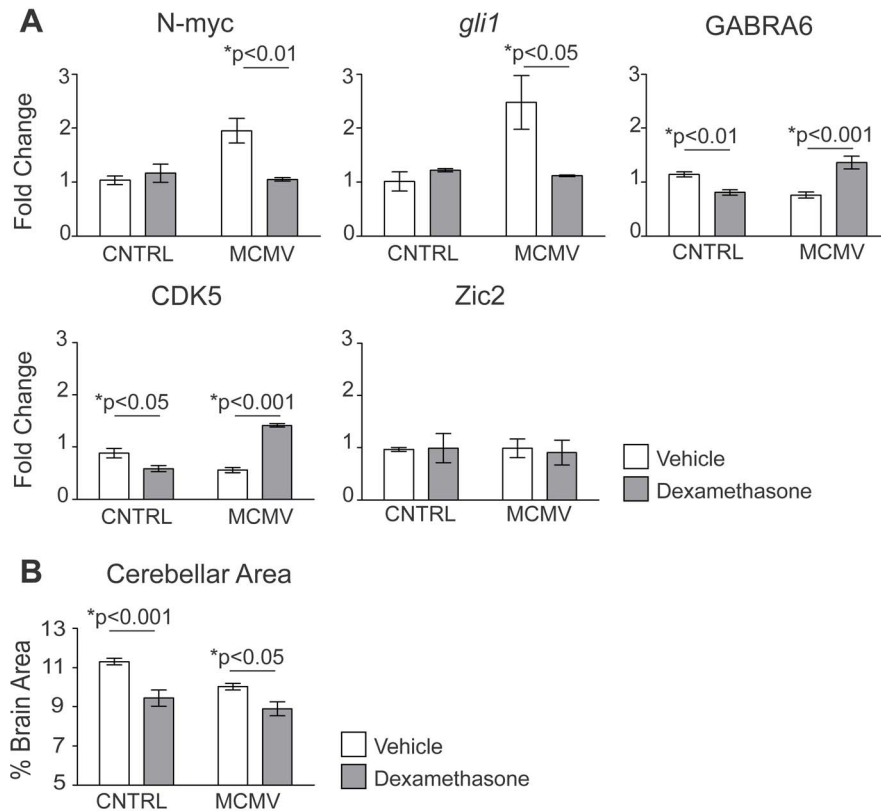 A
N-myc
gli1
GABRA6
*p<0.01
*p<0.05
*p<0.01
*p<0.001
Fold Change
3
2
1
0
3
2
1
0
3
2
1
0
CNTRL
MCMV
CNTRL
MCMV
CNTRL
MCMV
CDK5
Zic2
*p<0.05
*p<0.001
Fold Change
3
2
1
0
3
2
1
0
CNTRL
MCMV
CNTRL
MCMV
Vehicle
Dexamethasone
B
Cerebellar Area
*p<0.001
*p<0.05
% Brain Area
13
11
9
7
5
CNTRL
MCMV
Vehicle
Dexamethasone